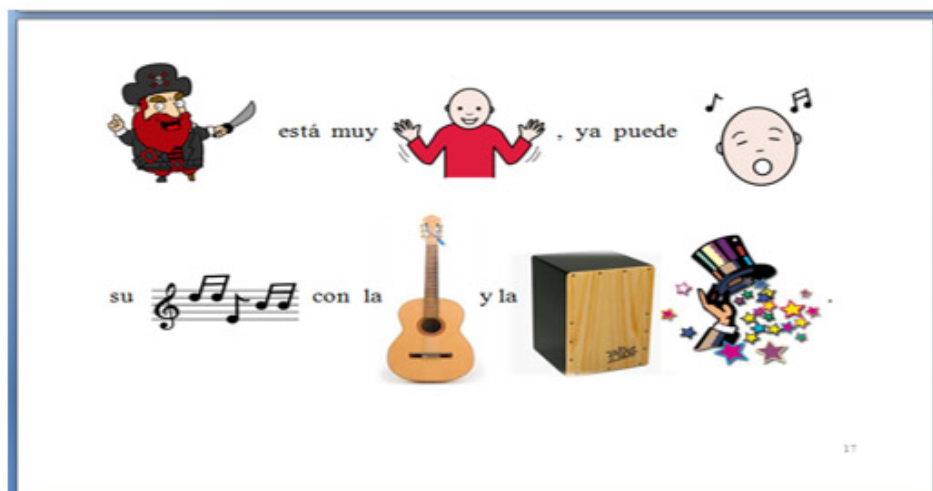 está muy , ya puede
su con la y la .
17